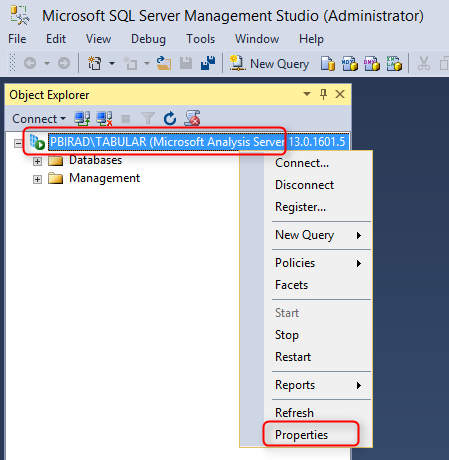 Microsoft SQL Server Management Studio (Administrator)
File Edit View Debug Tools Window Help
New Query
Object Explorer
Connect
PBIRAD\TABULAR (Microsoft Analysis Server 13.0.1601.5
Databases
Management
Connect...
Disconnect
Register...
New Query
Policies
Facets
Start
Stop
Restart
Reports
Refresh
Properties